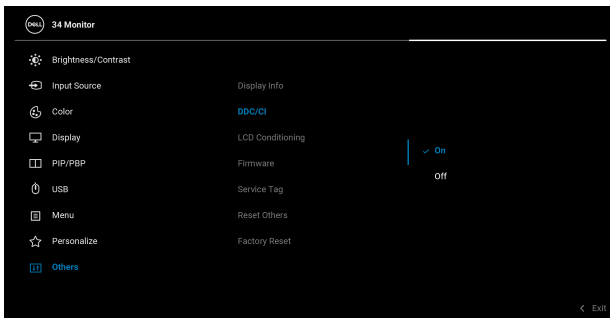 DELL 34 Monitor
Brightness/Contrast
Input Source Display Info
Color DDC/CI
Display LCD Conditioning
On
PIP/PBP Firmware
Off
USB Service Tag
Menu Reset Others
Personalize Factory Reset
Others
Exit